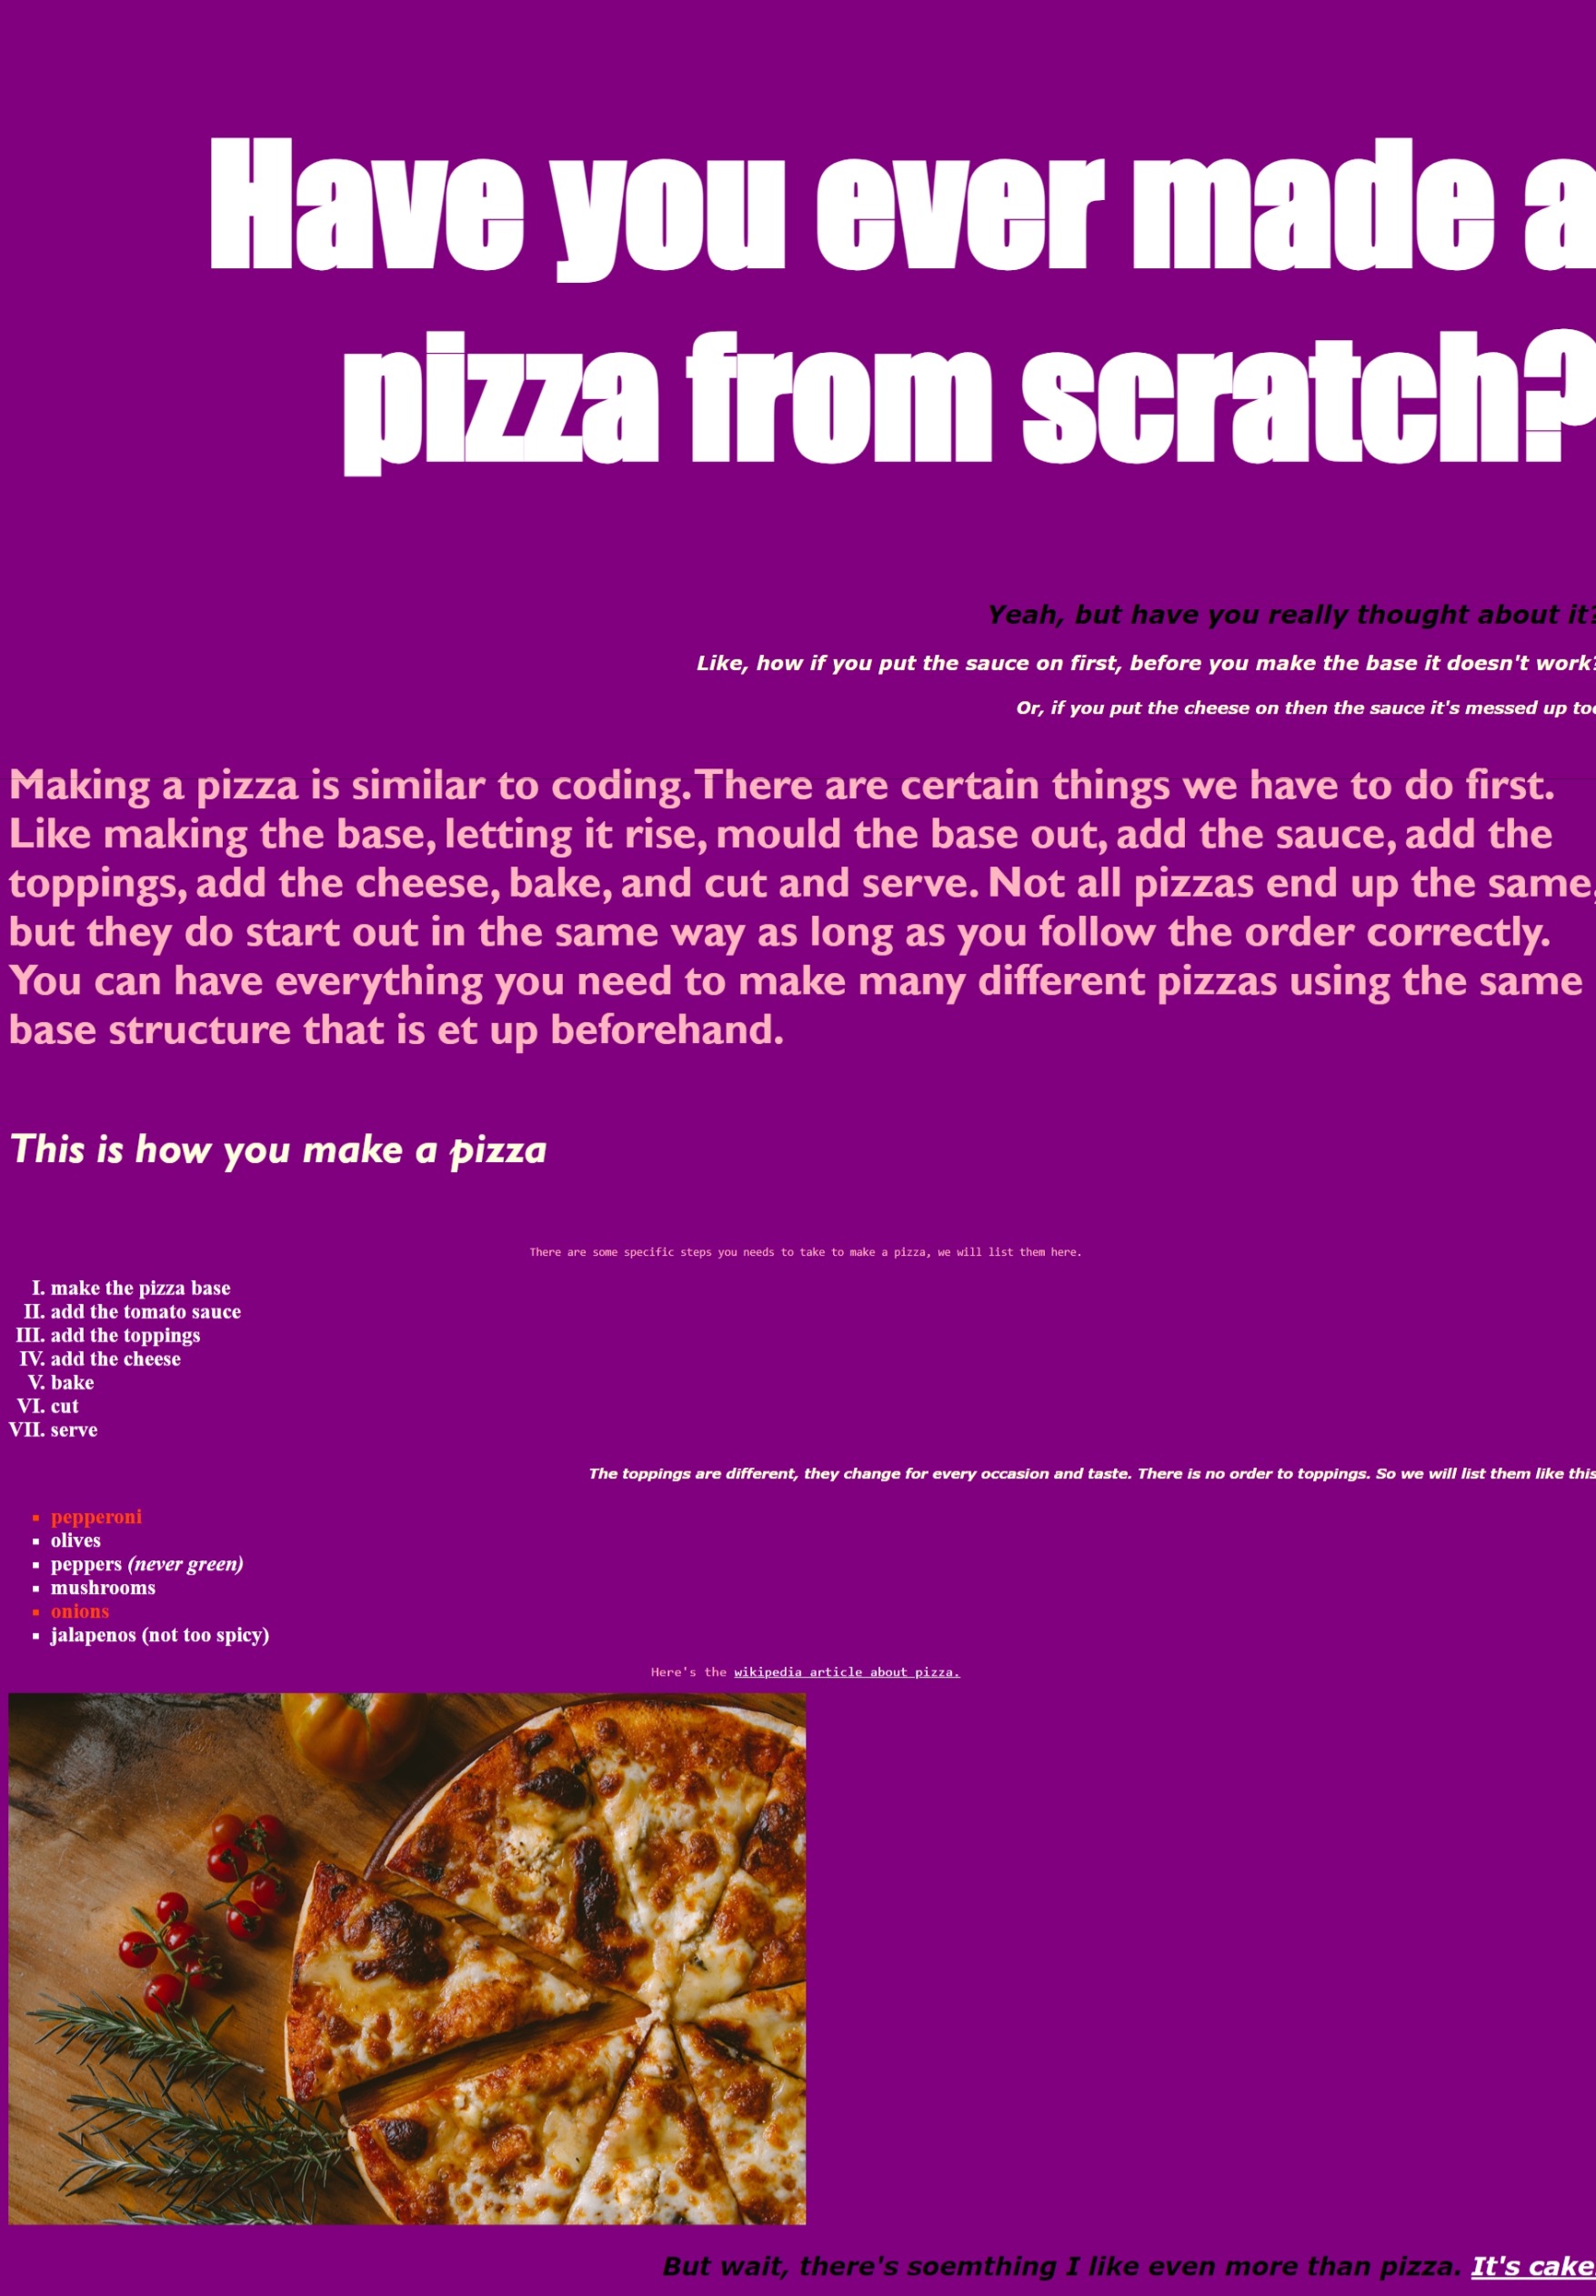 Have you ever made a
pizza from scratch?
Yeah, but have you really thought about it?
Like, how if you put the sauce on first, before you make the base it doesn't work?
Or, if you put the cheese on then the sauce it's messed up too
Making a pizza is similar to coding. There are certain things we have to do first.
Like making the base, letting it rise, mould the base out, add the sauce, add the
toppings, add the cheese, bake, and cut and serve. Not all pizzas end up the same,
but they do start out in the same way as long as you follow the order correctly.
You can have everything you need to make many different pizzas using the same
base structure that is et up beforehand.
This is how you make a pizza
There are some specific steps you needs to take to make a pizza, we will list them here.
I. make the pizza base
II. add the tomato sauce
III. add the toppings
IV. add the cheese
V. bake
VI. cut
VII. serve
The toppings are different, they change for every occasion and taste. There is no order to toppings. So we will list them like this
▪ pepperoni
▪ olives
▪ peppers (never green)
▪ mushrooms
▪ onions
▪ jalapenos (not too spicy)
Here's the wikipedia article about pizza.
But wait, there's soemthing I like even more than pizza. It's cake